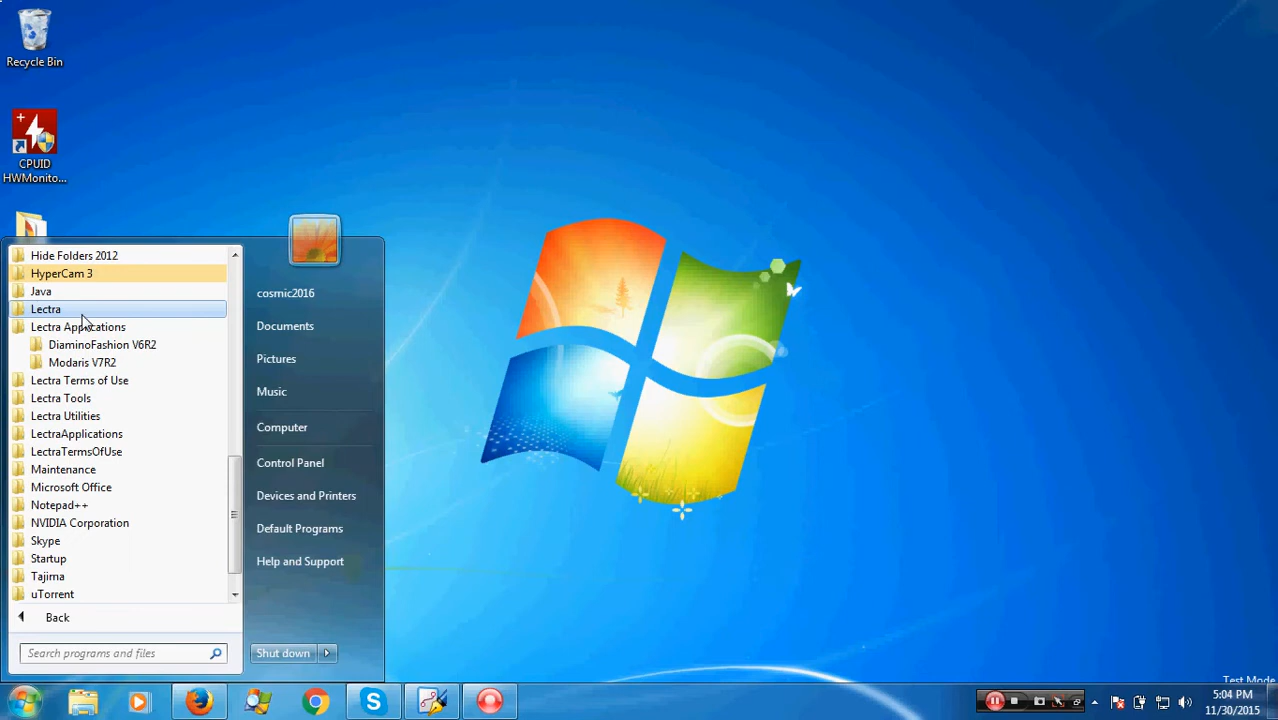 Recycle Bin
CPUID
HWMonito...
Hide Folders 2012
HyperCam 3
Java
Lectra
Lectra Applications
DiaminoFashion V6R2
Modaris V7R2
Lectra Terms of Use
Lectra Tools
Lectra Utilities
LectraApplications
LectraTermsOfUse
Maintenance
Microsoft Office
Notepad++
NVIDIA Corporation
Skype
Startup
Tajima
uTorrent
Back
Search programs and files
cosmic2016
Documents
Pictures
Music
Computer
Control Panel
Devices and Printers
Default Programs
Help and Support
Shut down
Test Mode
5:04 PM
11/30/2015